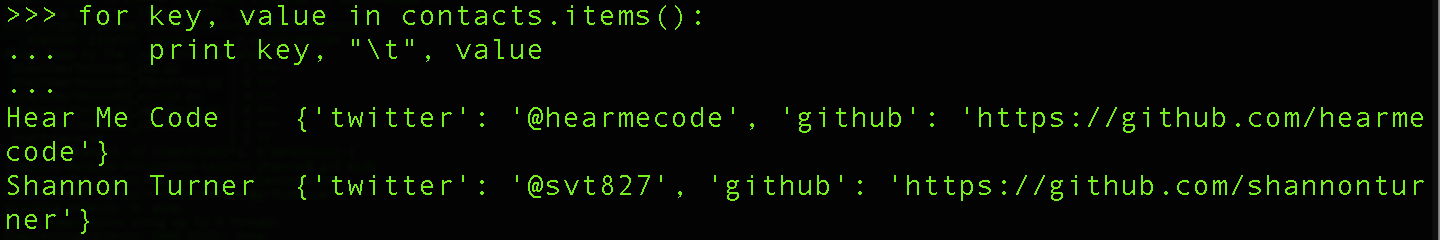 >>> for key, value in contacts.items():
...     print key, "\t", value
...
Hear Me Code    {'twitter': '@hearmecode', 'github': 'https://github.com/hearme
code'}
Shannon Turner  {'twitter': '@svt827', 'github': 'https://github.com/shannontur
ner'}